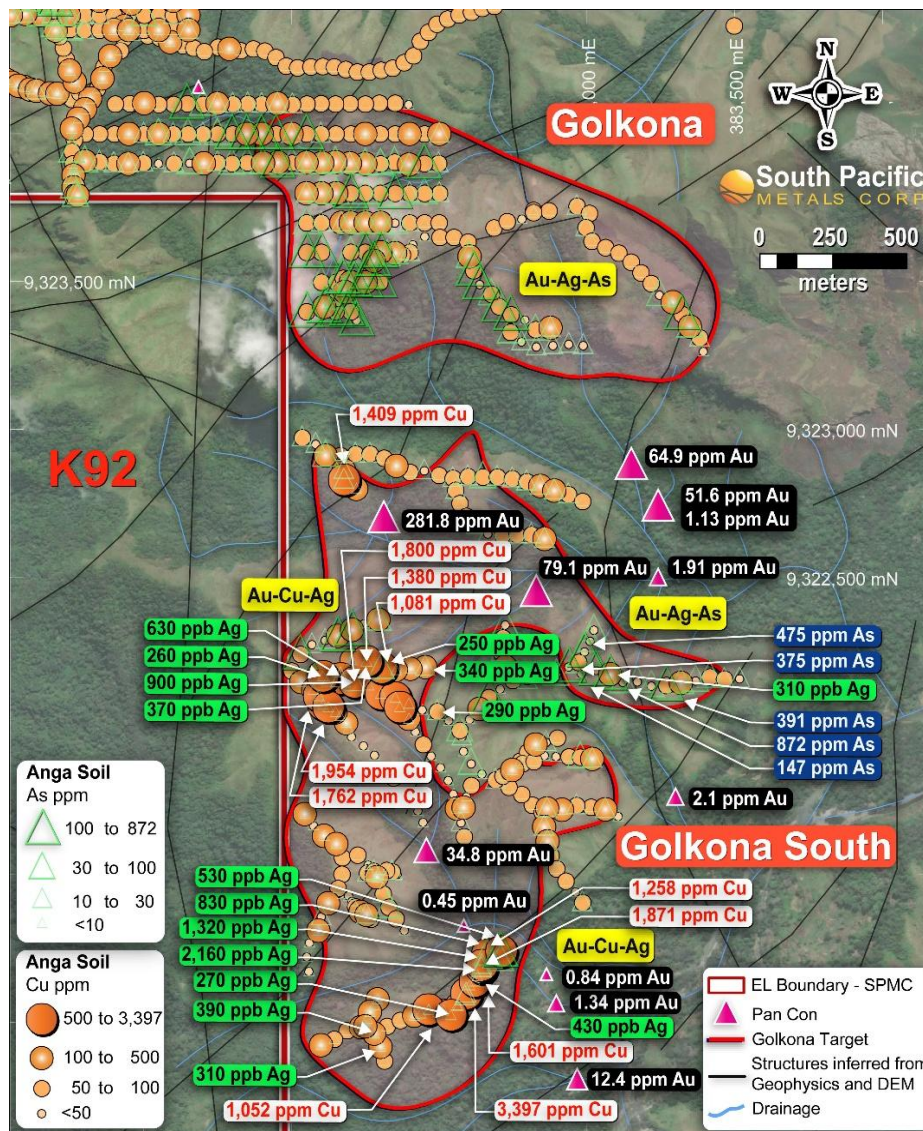 Golkona
,000 mE
383,500 mE
N
W
E
S
South Pacific
METALS CORP
0 250 500
meters
9,323,500 mN
Au-Ag-As
1,409 ppm Cu
9,323,000 mN
K92
64.9 ppm Au
51.6 ppm Au
1.13 ppm Au
281.8 ppm Au
1,800 ppm Cu
1,380 ppm Cu
1,081 ppm Cu
79.1 ppm Au
1.91 ppm Au
9,322,500 mN
Au-Cu-Ag
Au-Ag-As
630 ppb Ag
260 ppb Ag
900 ppb Ag
370 ppb Ag
250 ppb Ag
340 ppb Ag
290 ppb Ag
475 ppm As
375 ppm As
310 ppb Ag
391 ppm As
872 ppm As
147 ppm As
1,954 ppm Cu
1,762 ppm Cu
2.1 ppm Au
Golkona South
34.8 ppm Au
530 ppb Ag
830 ppb Ag
1,320 ppb Ag
2,160 ppb Ag
270 ppb Ag
390 ppb Ag
310 ppb Ag
0.45 ppm Au
1,258 ppm Cu
1,871 ppm Cu
Au-Cu-Ag
0.84 ppm Au
1.34 ppm Au
430 ppb Ag
1,601 ppm Cu
12.4 ppm Au
1,052 ppm Cu
3,397 ppm Cu
Anga Soil
As ppm
100 to 872
30 to 100
10 to 30
<10
Anga Soil
Cu ppm
500 to 3,397
100 to 500
50 to 100
<50
EL Boundary - SPMC
Pan Con
Golkona Target
Structures inferred from
Geophysics and DEM
Drainage